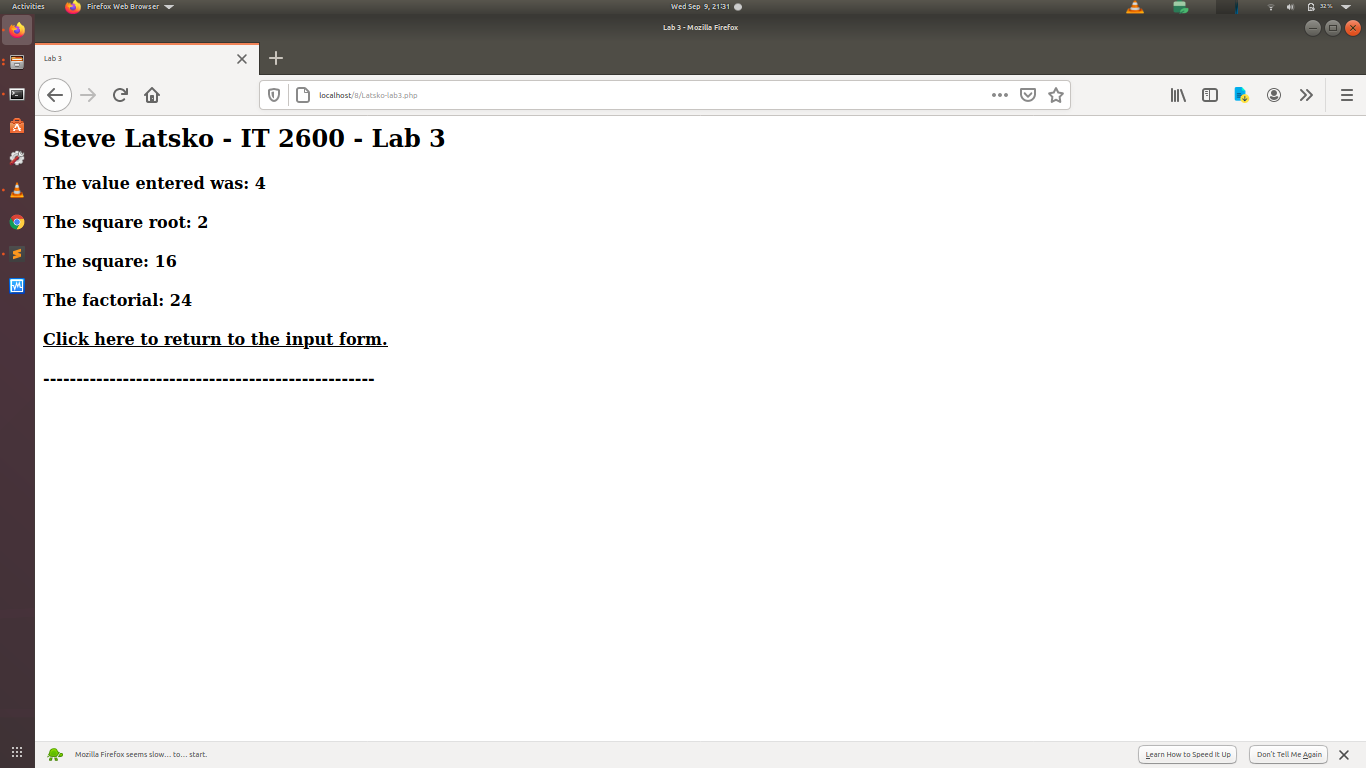 Activities
Firefox Web Browser
Wed Sep 9, 21:31
32%
Lab 3 - Mozilla Firefox
Lab 3
localhost/8/Latsko-lab3.php
Steve Latsko - IT 2600 - Lab 3
The value entered was: 4
The square root: 2
The square: 16
The factorial: 24
Click here to return to the input form.
--------------------------------------------------
Mozilla Firefox seems slow... to... start.
Learn How to Speed It Up
Don't Tell Me Again